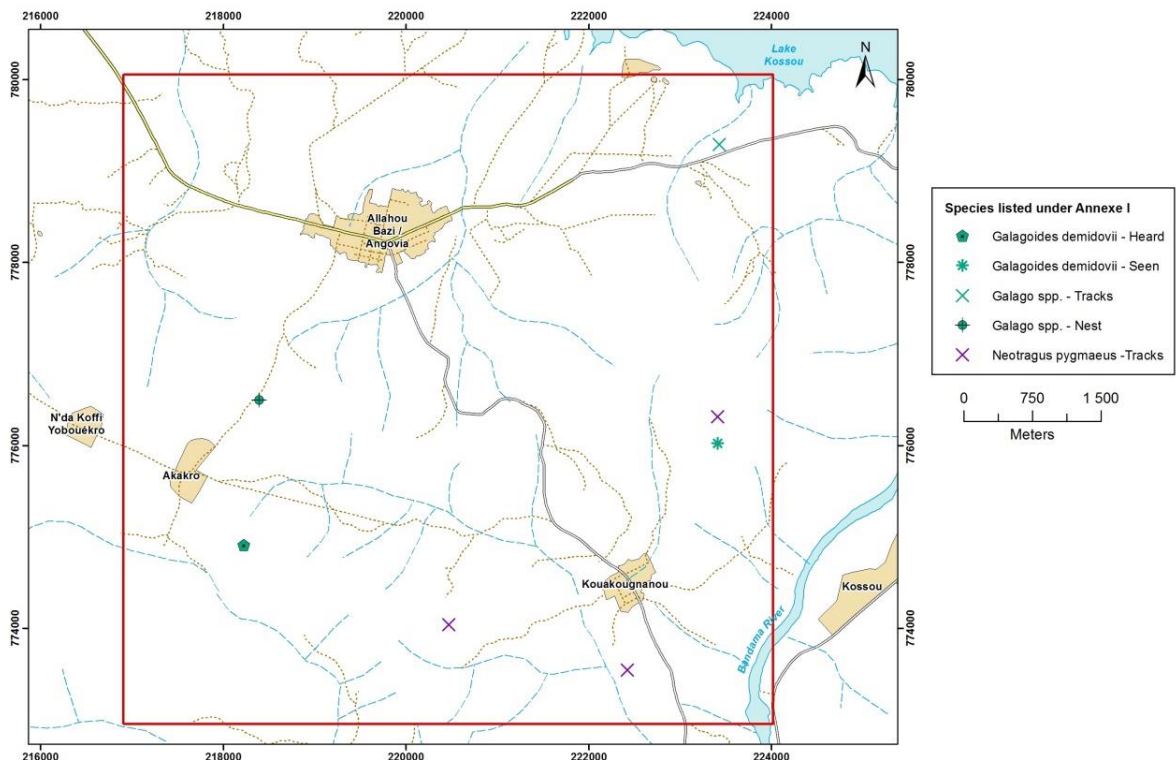 216000 218000 220000 222000 224000
Lake
Kossou
N
780000 780000
Allahou
Bazi /
Angovia
778000 778000
Species listed under Annexe I
Galagoides demidovii - Heard
Galagoides demidovii - Seen
Galago spp. - Tracks
Galago spp. - Nest
Neotragus pygmaeus -Tracks
0 750 1 500
Meters
N'da Koffi
Yobouékro
776000 776000
Akakro
Kouakougnanou
Kossou
774000 774000
Bandama River
216000 218000 220000 222000 224000